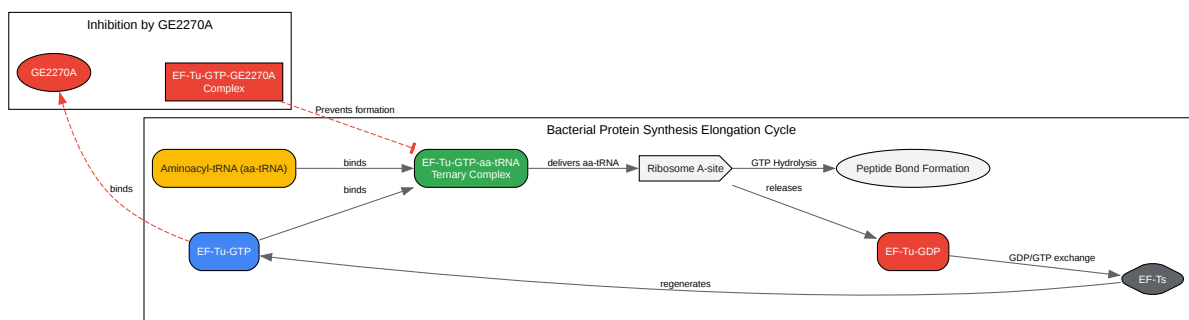 Inhibition by GE2270A
GE2270A
EF-Tu-GTP-GE2270A
Complex
Prevents formation
Bacterial Protein Synthesis Elongation Cycle
Aminoacyl-tRNA (aa-tRNA)
binds
EF-Tu-GTP-aa-tRNA
Ternary Complex
delivers aa-tRNA
Ribosome A-site
GTP Hydrolysis
Peptide Bond Formation
binds
binds
releases
EF-Tu-GTP
EF-Tu-GDP
GDP/GTP exchange
EF-Ts
regenerates